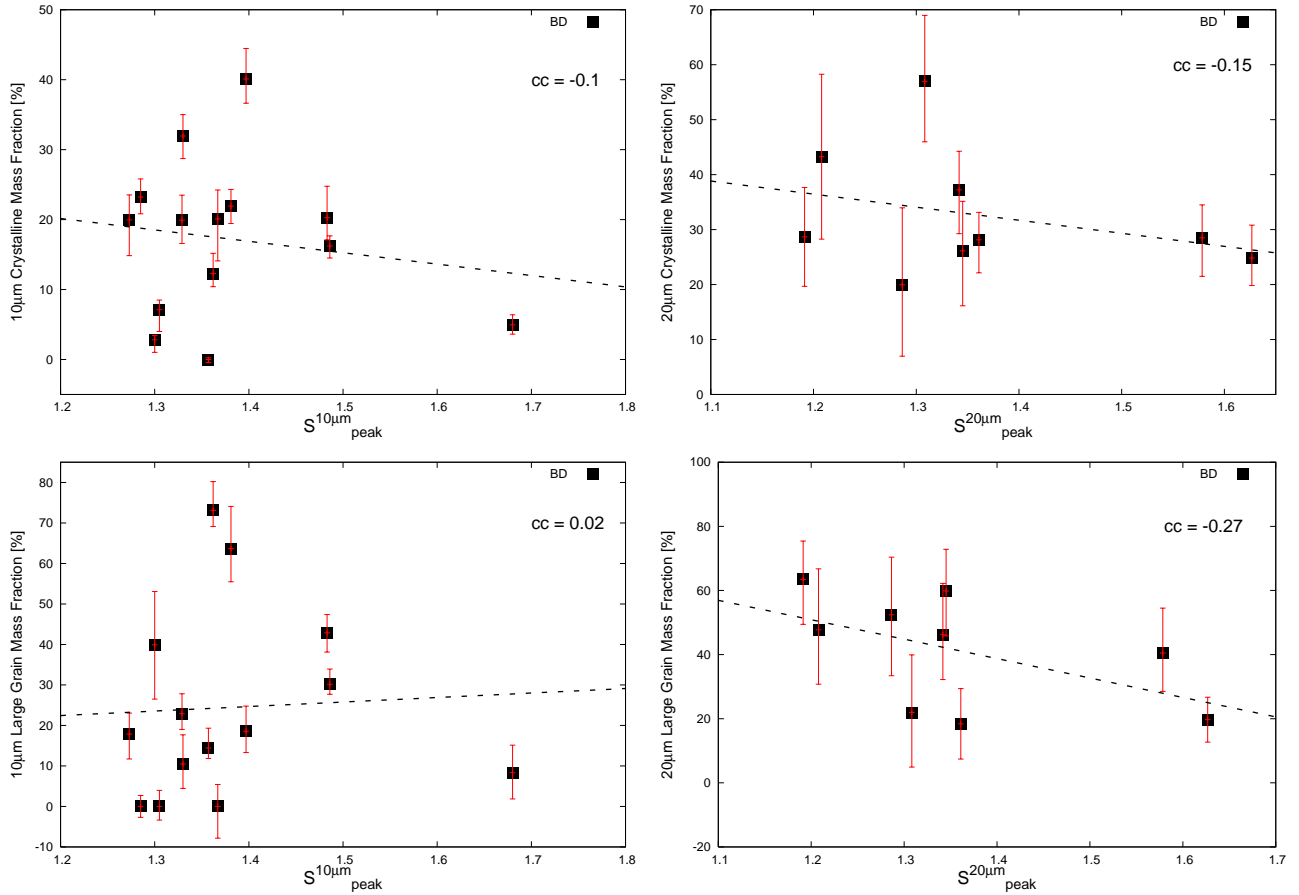 50
40
30
20
10
0
10μm Crystalline Mass Fraction [%]
BD
cc = -0.1
1.2 1.3 1.4 1.5 1.6 1.7 1.8
S^10μm_peak
70
60
50
40
30
20
10
0
20μm Crystalline Mass Fraction [%]
BD
cc = -0.15
1.1 1.2 1.3 1.4 1.5 1.6
S^20μm_peak
80
70
60
50
40
30
20
10
0
-10
10μm Large Grain Mass Fraction [%]
BD
cc = 0.02
1.2 1.3 1.4 1.5 1.6 1.7 1.8
S^10μm_peak
100
80
60
40
20
0
-20
20μm Large Grain Mass Fraction [%]
BD
cc = -0.27
1.1 1.2 1.3 1.4 1.5 1.6 1.7
S^20μm_peak